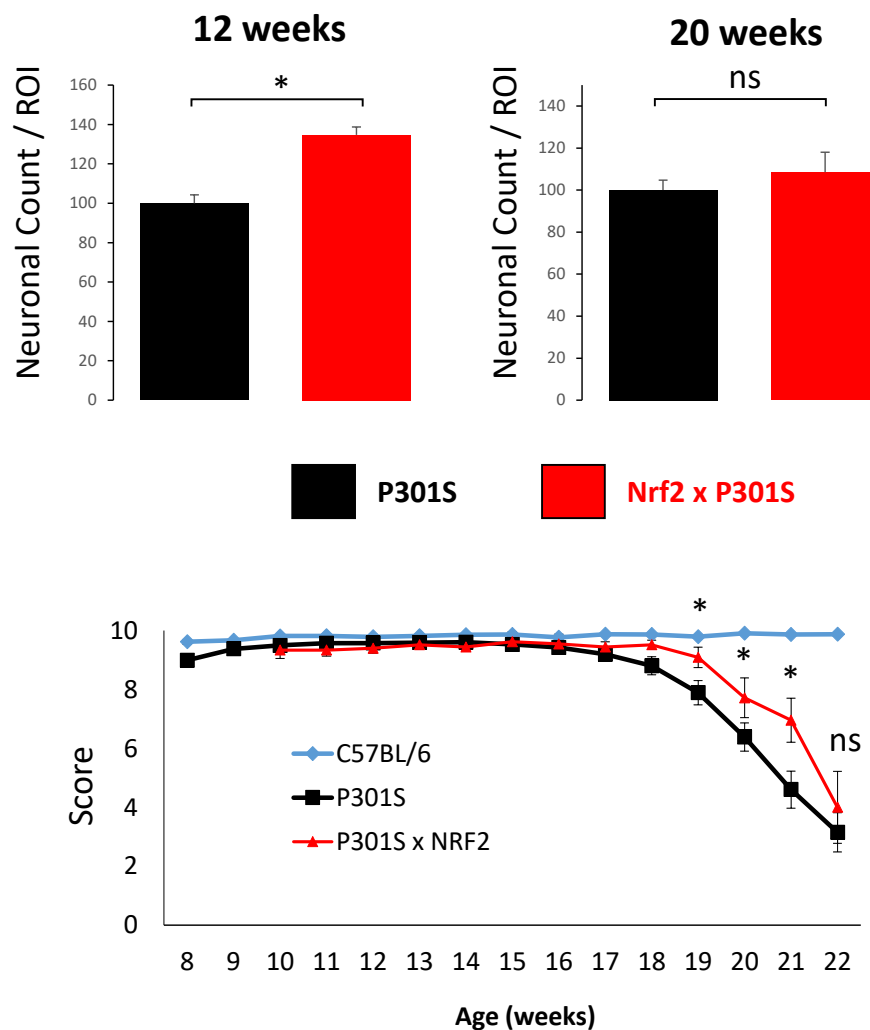 12 weeks
20 weeks
Neuronal Count / ROI
160
140
120
100
80
60
40
20
0
*
Neuronal Count / ROI
140
120
100
80
60
40
20
0
ns
P301S
Nrf2 x P301S
Score
10
8
6
4
2
0
*
*
*
ns
C57BL/6
P301S
P301S x NRF2
8 9 10 11 12 13 14 15 16 17 18 19 20 21 22
Age (weeks)